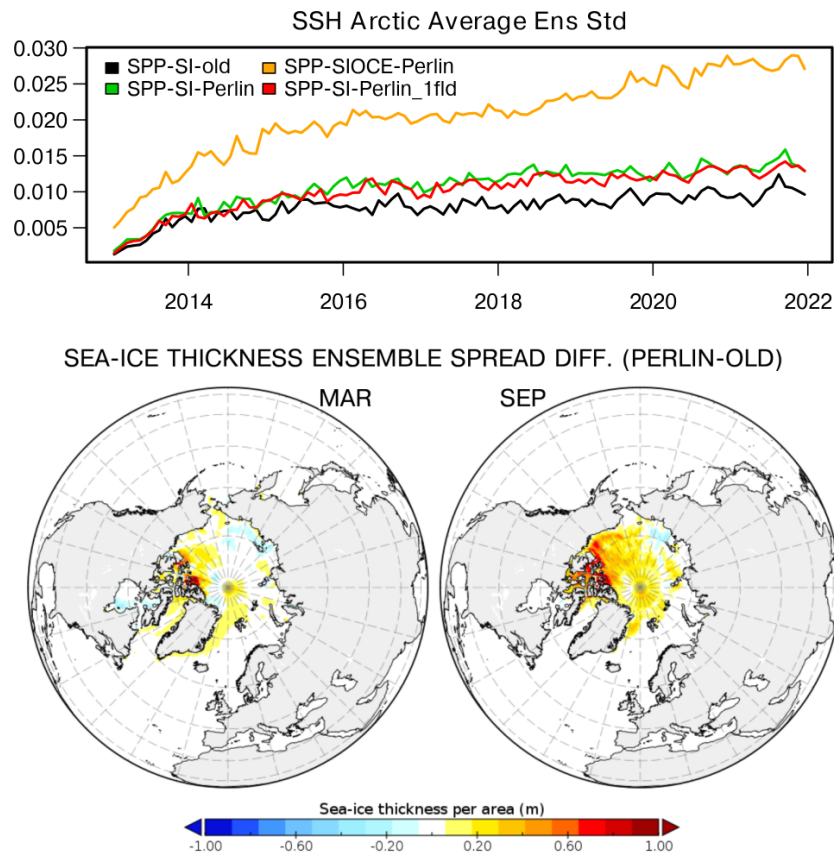 SSH Arctic Average Ens Std
0.030
0.025
0.020
0.015
0.010
0.005
SPP-SI-old SPP-SIOCE-Perlin
SPP-SI-Perlin SPP-SI-Perlin_1fld
2014 2016 2018 2020 2022
SEA-ICE THICKNESS ENSEMBLE SPREAD DIFF. (PERLIN-OLD)
MAR SEP
Sea-ice thickness per area (m)
-1.00 -0.60 -0.20 0.20 0.60 1.00